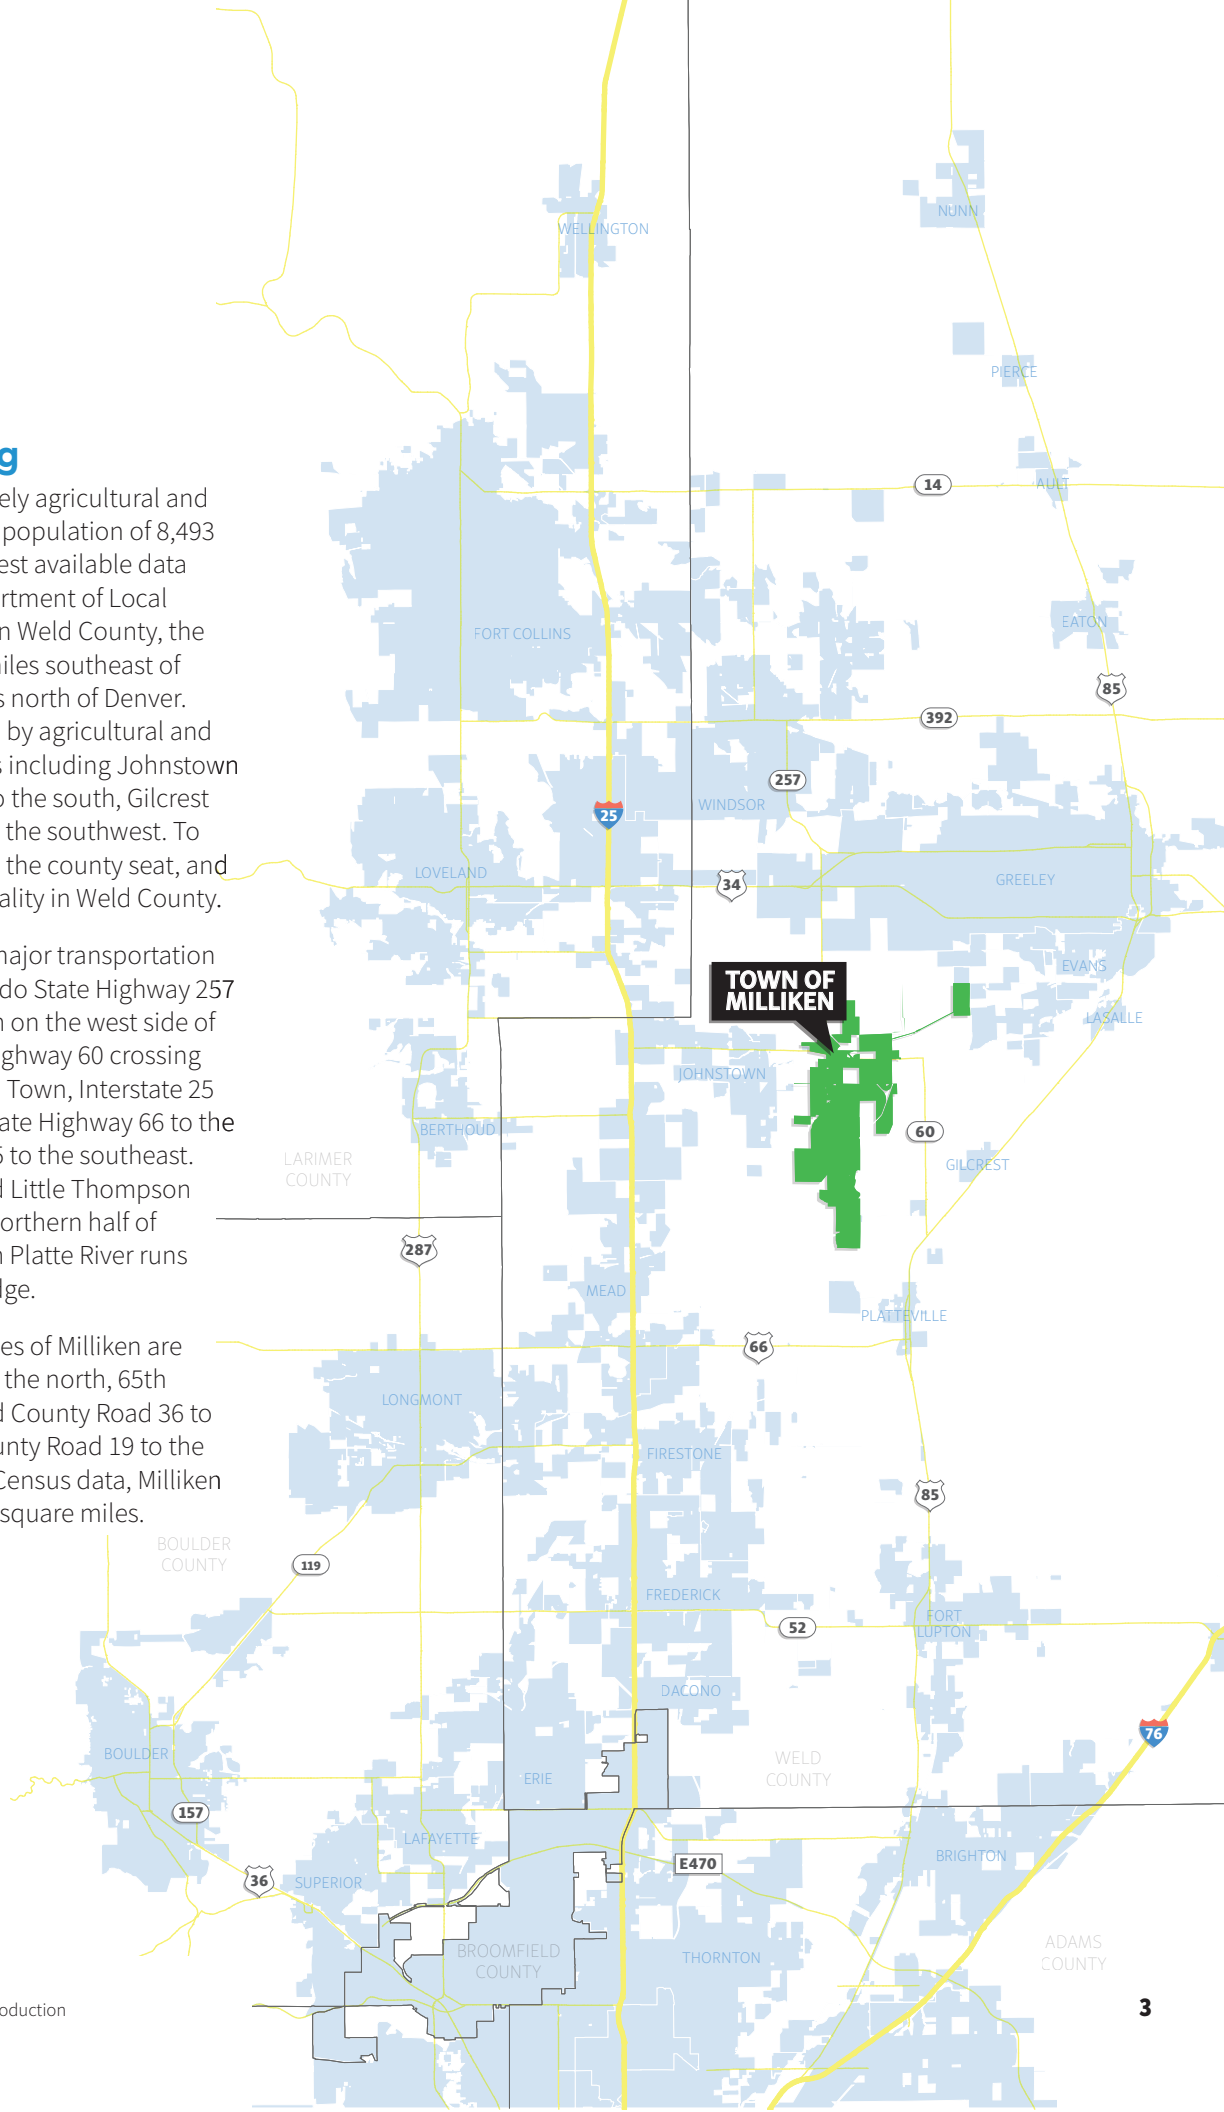 g
ely agricultural and
population of 8,493
est available data
rtment of Local
n Weld County, the
iles southeast of
s north of Denver.
by agricultural and
s including Johnstown
o the south, Gilcrest
the southwest. To
the county seat, and
ality in Weld County.
major transportation
do State Highway 257
n on the west side of
ighway 60 crossing
Town, Interstate 25
ate Highway 66 to the
5 to the southeast.
d Little Thompson
orthern half of
h Platte River runs
dge.
es of Milliken are
the north, 65th
d County Road 36 to
unty Road 19 to the
Census data, Milliken
square miles.
WELLINGTON
NUNN
PIERCE
14
AULT
FORT COLLINS
EATON
85
392
257
WINDSOR
25
LOVELAND
34
GREELEY
EVANS
TOWN OF
MILLIKEN
LASALLE
JOHNSTOWN
BERTHOUD
60
LARIMER
COUNTY
GILCREST
287
MEAD
PLATTEVILLE
66
LONGMONT
FIRESTONE
85
BOULDER
COUNTY
119
FREDERICK
52
FORT
LUPTON
DACONO
76
BOULDER
WELD
COUNTY
ERIE
157
LAFAYETTE
36
SUPERIOR
E470
BRIGHTON
BROOMFIELD
COUNTY
THORNTON
ADAMS
COUNTY
oduction
3